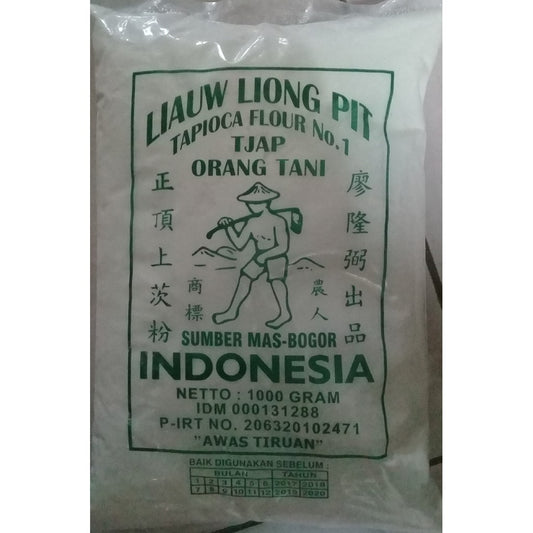 LIAUW LIONG PIT
TAPIOCA FLOUR No.1
TJAP
ORANG TANI
正頂上茨粉
廖隆弼出品
商標
農人
SUMBER MAS-BOGOR
INDONESIA
NETTO : 1000 GRAM
IDM 000131288
P-IRT NO. 206320102471
"AWAS TIRUAN"
BAIK DIGUNAKAN SEBELUM :
BULAN TAHUN
1 2 3 4 5 6 2017 2018
7 8 9 10 11 12 2019 2020